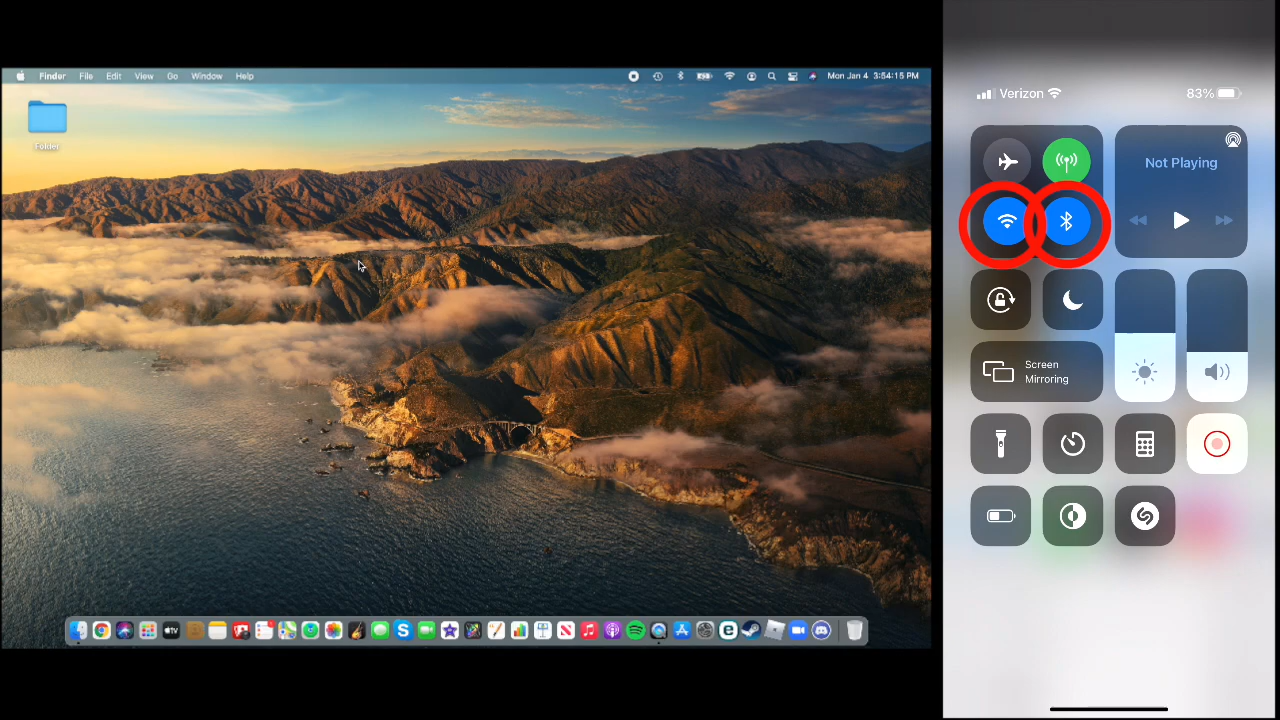 Finder File Edit View Go Window Help
Mon Jan 4 3:54:15 PM
Folder
Verizon
83%
Not Playing
Screen
Mirroring